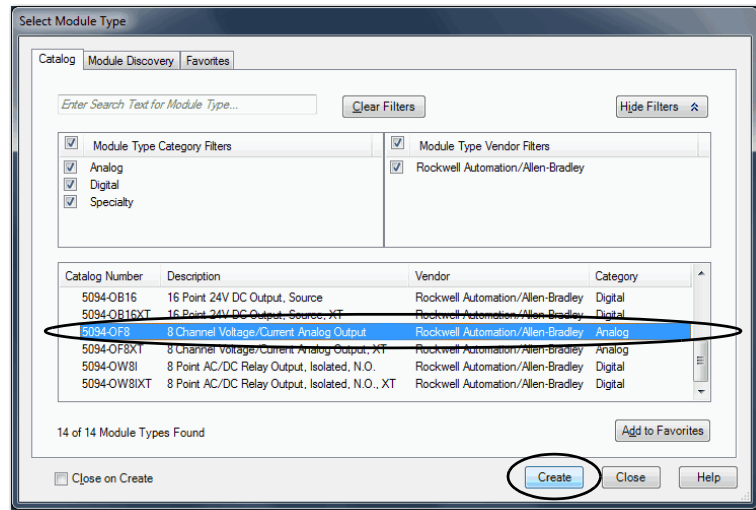 Select Module Type
Catalog Module Discovery Favorites
Enter Search Text for Module Type... Clear Filters Hide Filters
Module Type Category Filters Module Type Vendor Filters
Analog Rockwell Automation/Allen-Bradley
Digital
Specialty
Catalog Number Description Vendor Category
5094-OB16 16 Point 24V DC Output, Source Rockwell Automation/Allen-Bradley Digital
5094-OB16XT 16 Point 24V DC Output, Source, XT Rockwell Automation/Allen-Bradley Digital
5094-OF8 8 Channel Voltage/Current Analog Output Rockwell Automation/Allen-Bradley Analog
5094-OF8XT 8 Channel Voltage/Current Analog Output, XT Rockwell Automation/Allen-Bradley Analog
5094-OW8I 8 Point AC/DC Relay Output, Isolated, N.O. Rockwell Automation/Allen-Bradley Digital
5094-OW8IXT 8 Point AC/DC Relay Output, Isolated, N.O., XT Rockwell Automation/Allen-Bradley Digital
14 of 14 Module Types Found Add to Favorites
Close on Create Create Close Help